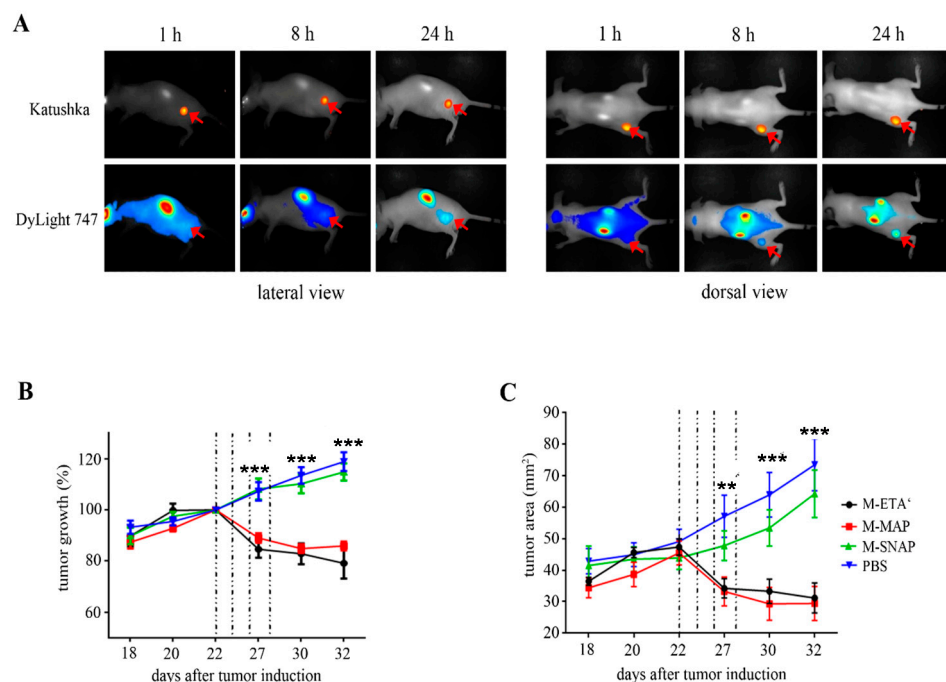 A
1 h 8 h 24 h 1 h 8 h 24 h
Katushka
DyLight 747
lateral view dorsal view
B
tumor growth (%)
120
100
80
60
18 20 22 27 30 32
days after tumor induction
*** *** ***
C
tumor area (mm²)
90
80
70
60
50
40
30
20
18 20 22 27 30 32
days after tumor induction
** *** ***
M-ETA‘
M-MAP
M-SNAP
PBS